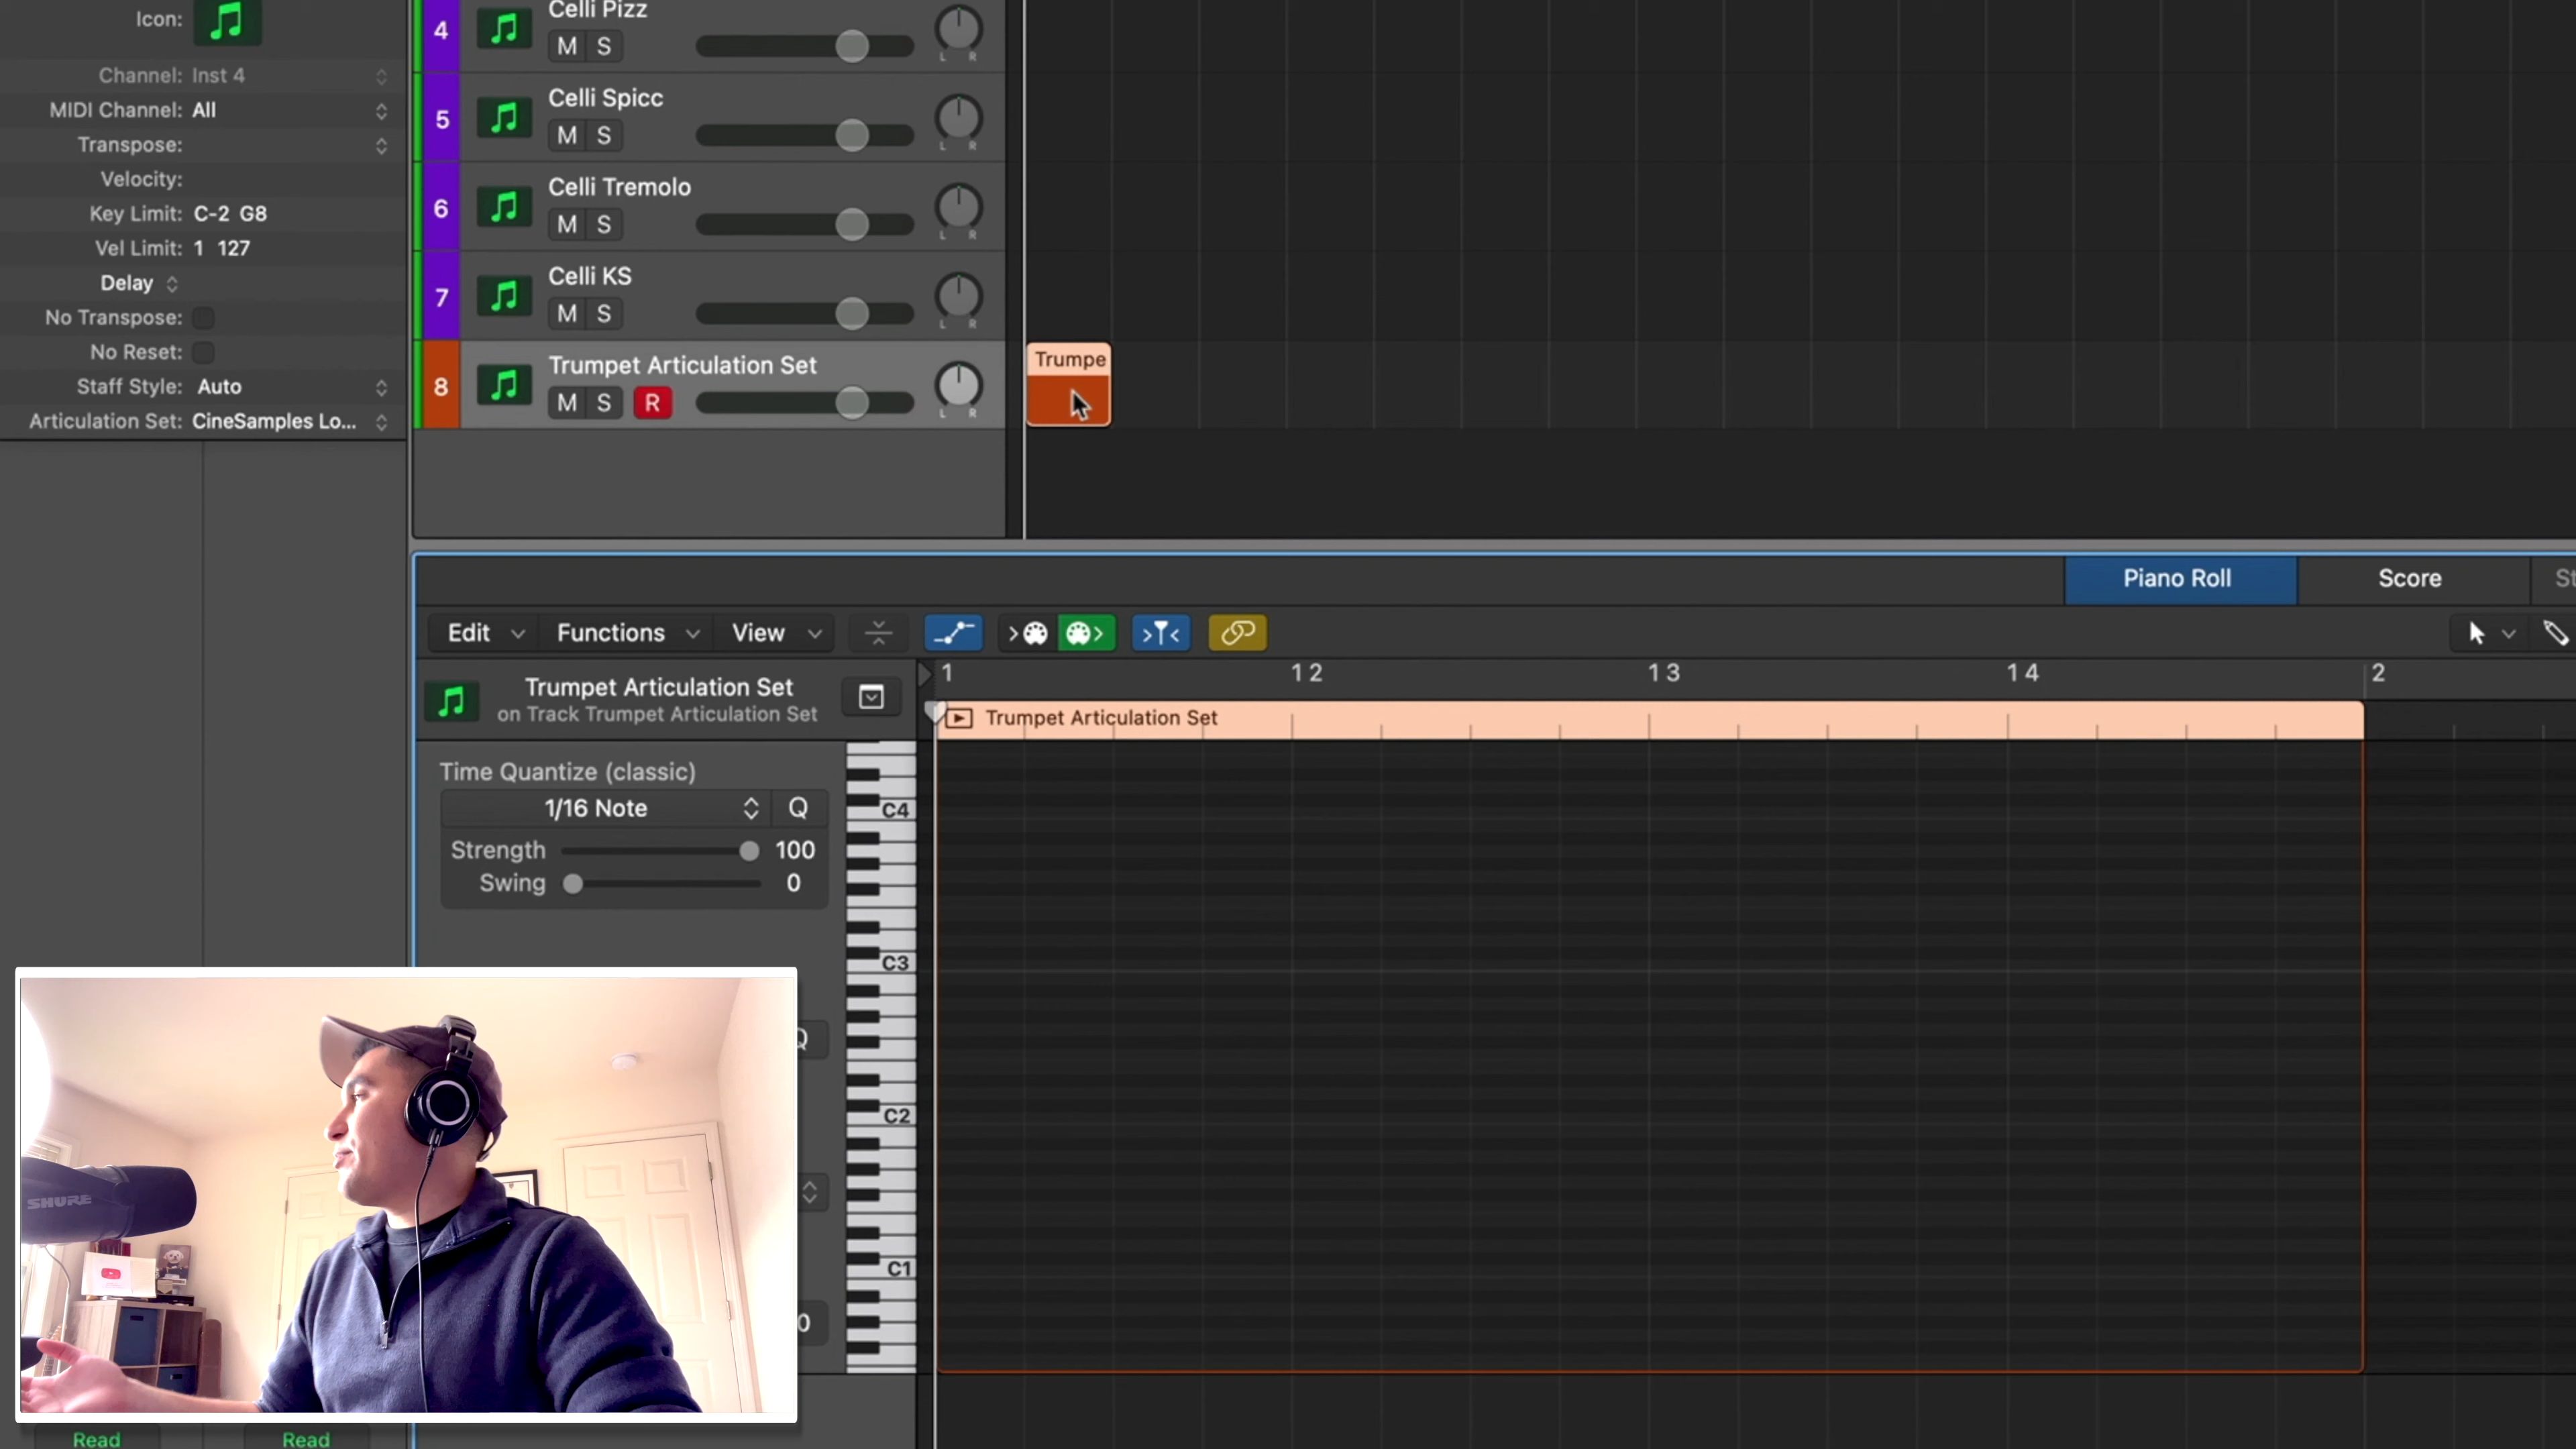 Icon:
Channel: Inst 4
MIDI Channel: All
Transpose:
Velocity:
Key Limit: C-2 G8
Vel Limit: 1 127
Delay
No Transpose:
No Reset:
Staff Style: Auto
Articulation Set: CineSamples Lo...
4 Celli Pizz
M S
L R
5 Celli Spicc
M S
L R
6 Celli Tremolo
M S
L R
7 Celli KS
M S
L R
8 Trumpet Articulation Set
M S R
L R
Trumpe
Piano Roll Score St
Edit Functions View
Trumpet Articulation Set
on Track Trumpet Articulation Set
1 1 2 1 3 1 4 2
Trumpet Articulation Set
Time Quantize (classic)
1/16 Note Q
Strength 100
Swing 0
C4
C3
Q
C2
C1
0
SHURE
Read Read